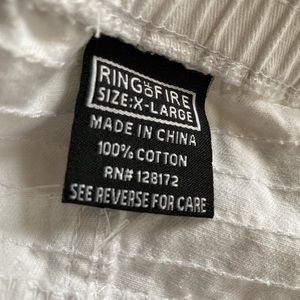 RING OF FIRE
SIZE:X-LARGE
MADE IN CHINA
100% COTTON
RN# 128172
SEE REVERSE FOR CARE